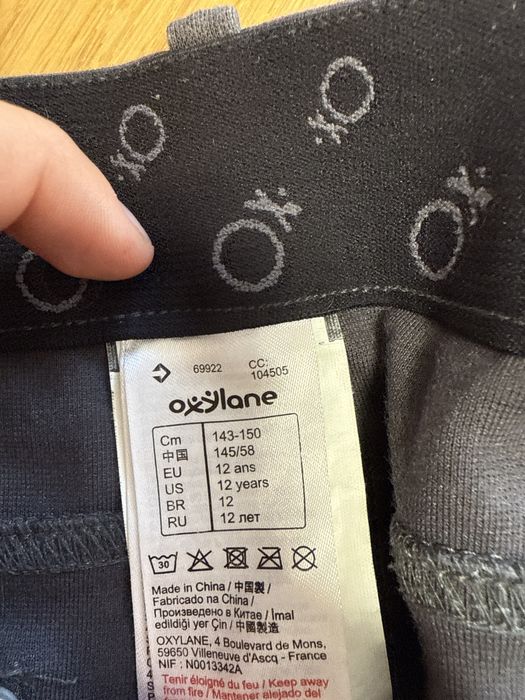 69922
CC:
104505
oxylane
Cm 143-150
中国 145/58
EU 12 ans
US 12 years
BR 12
RU 12 лет
30
Made in China / 中國製 /
Fabricado na China /
Произведено в Китае / İmal
edildiği yer Çin / 中國製造
OXYLANE, 4 Boulevard de Mons,
59650 Villeneuve d'Ascq - France
NIF : N0013342A
Tenir éloigné du feu / Keep away
from fire / Mantener alejado del